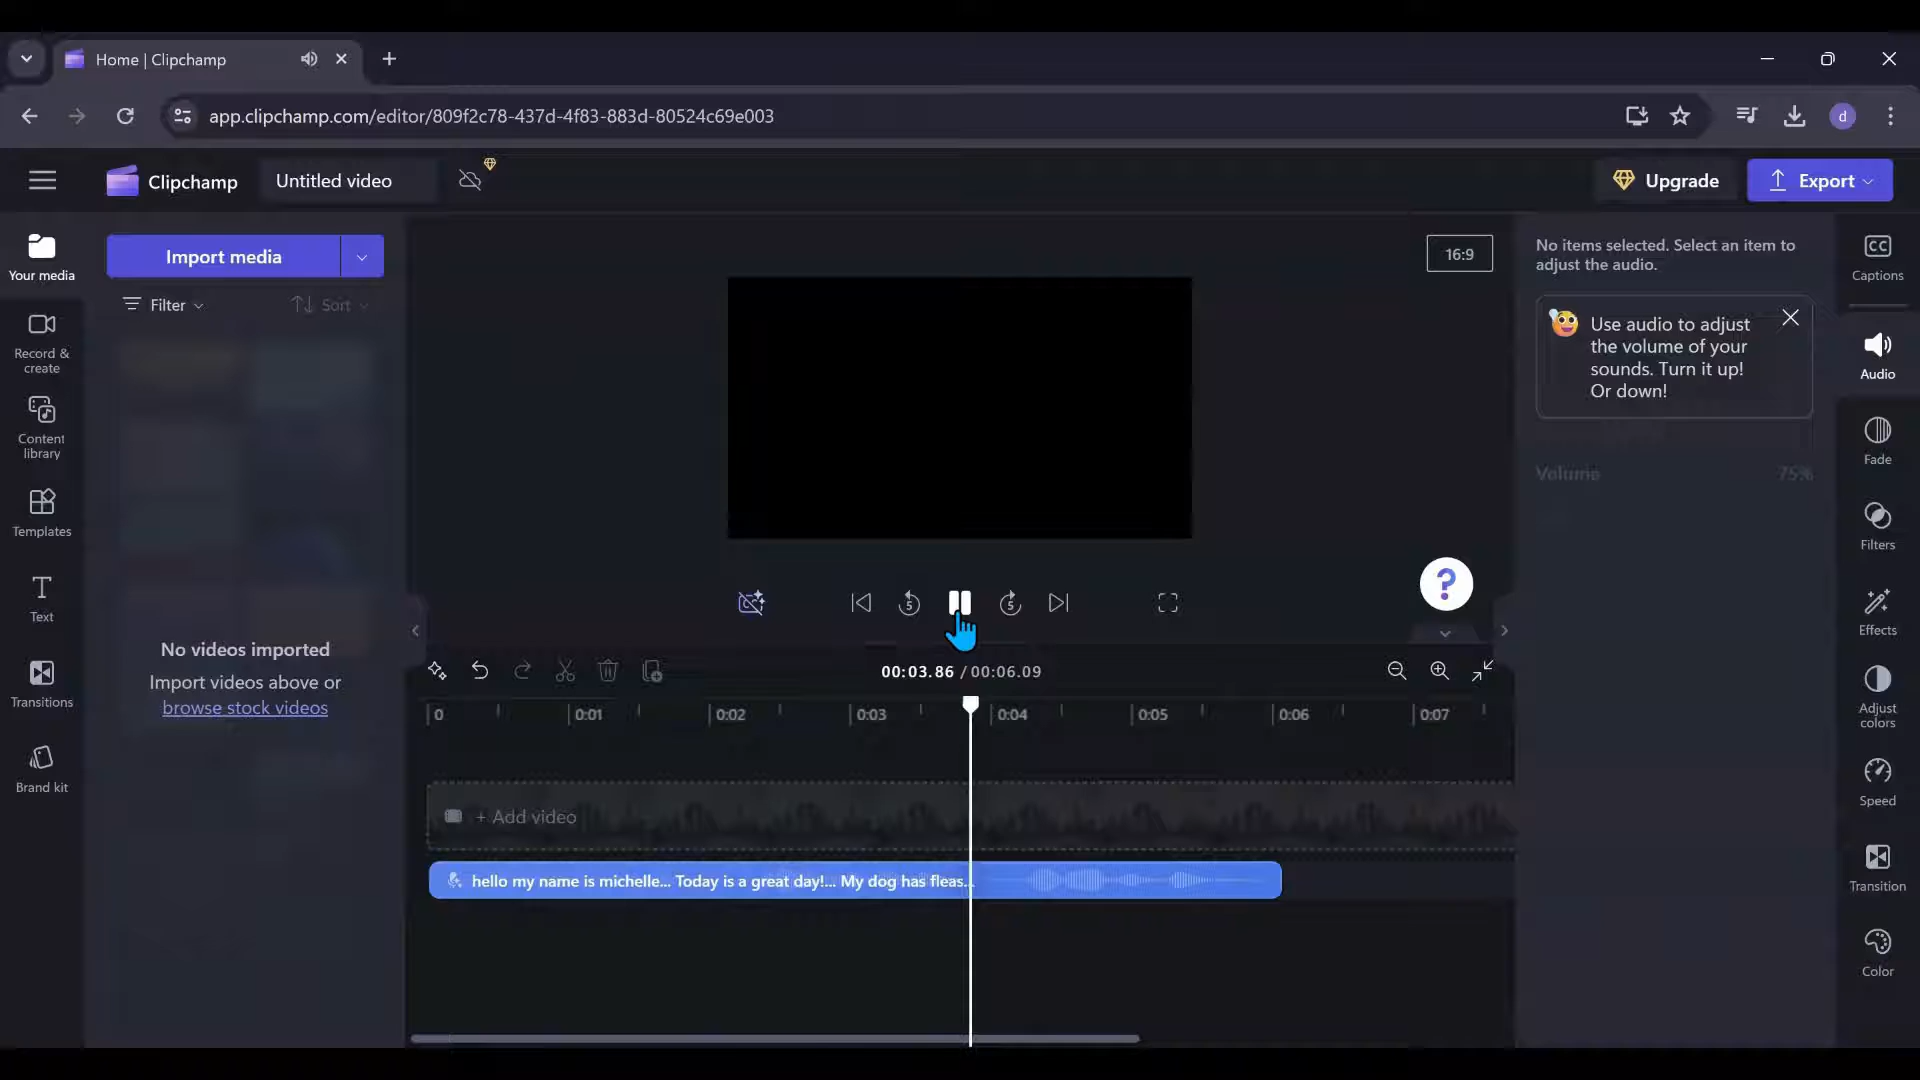 Home | Clipchamp
app.clipchamp.com/editor/809f2c78-437d-4f83-883d-80524c69e003
d
Clipchamp
Untitled video
Upgrade
Export
Your media
Record &
create
Content
library
Templates
Text
Transitions
Brand kit
Import media
Filter
Sort
No videos imported
Import videos above or
browse stock videos
16:9
5
5
?
00:03.86 / 00:06.09
0
0:01
0:02
0:03
0:04
0:05
0:06
0:07
+ Add video
hello my name is michelle... Today is a great day!... My dog has fleas...
No items selected. Select an item to
adjust the audio.
Use audio to adjust
the volume of your
sounds. Turn it up!
Or down!
Volume 75%
CC
Captions
Audio
Fade
Filters
Effects
Adjust
colors
Speed
Transition
Color